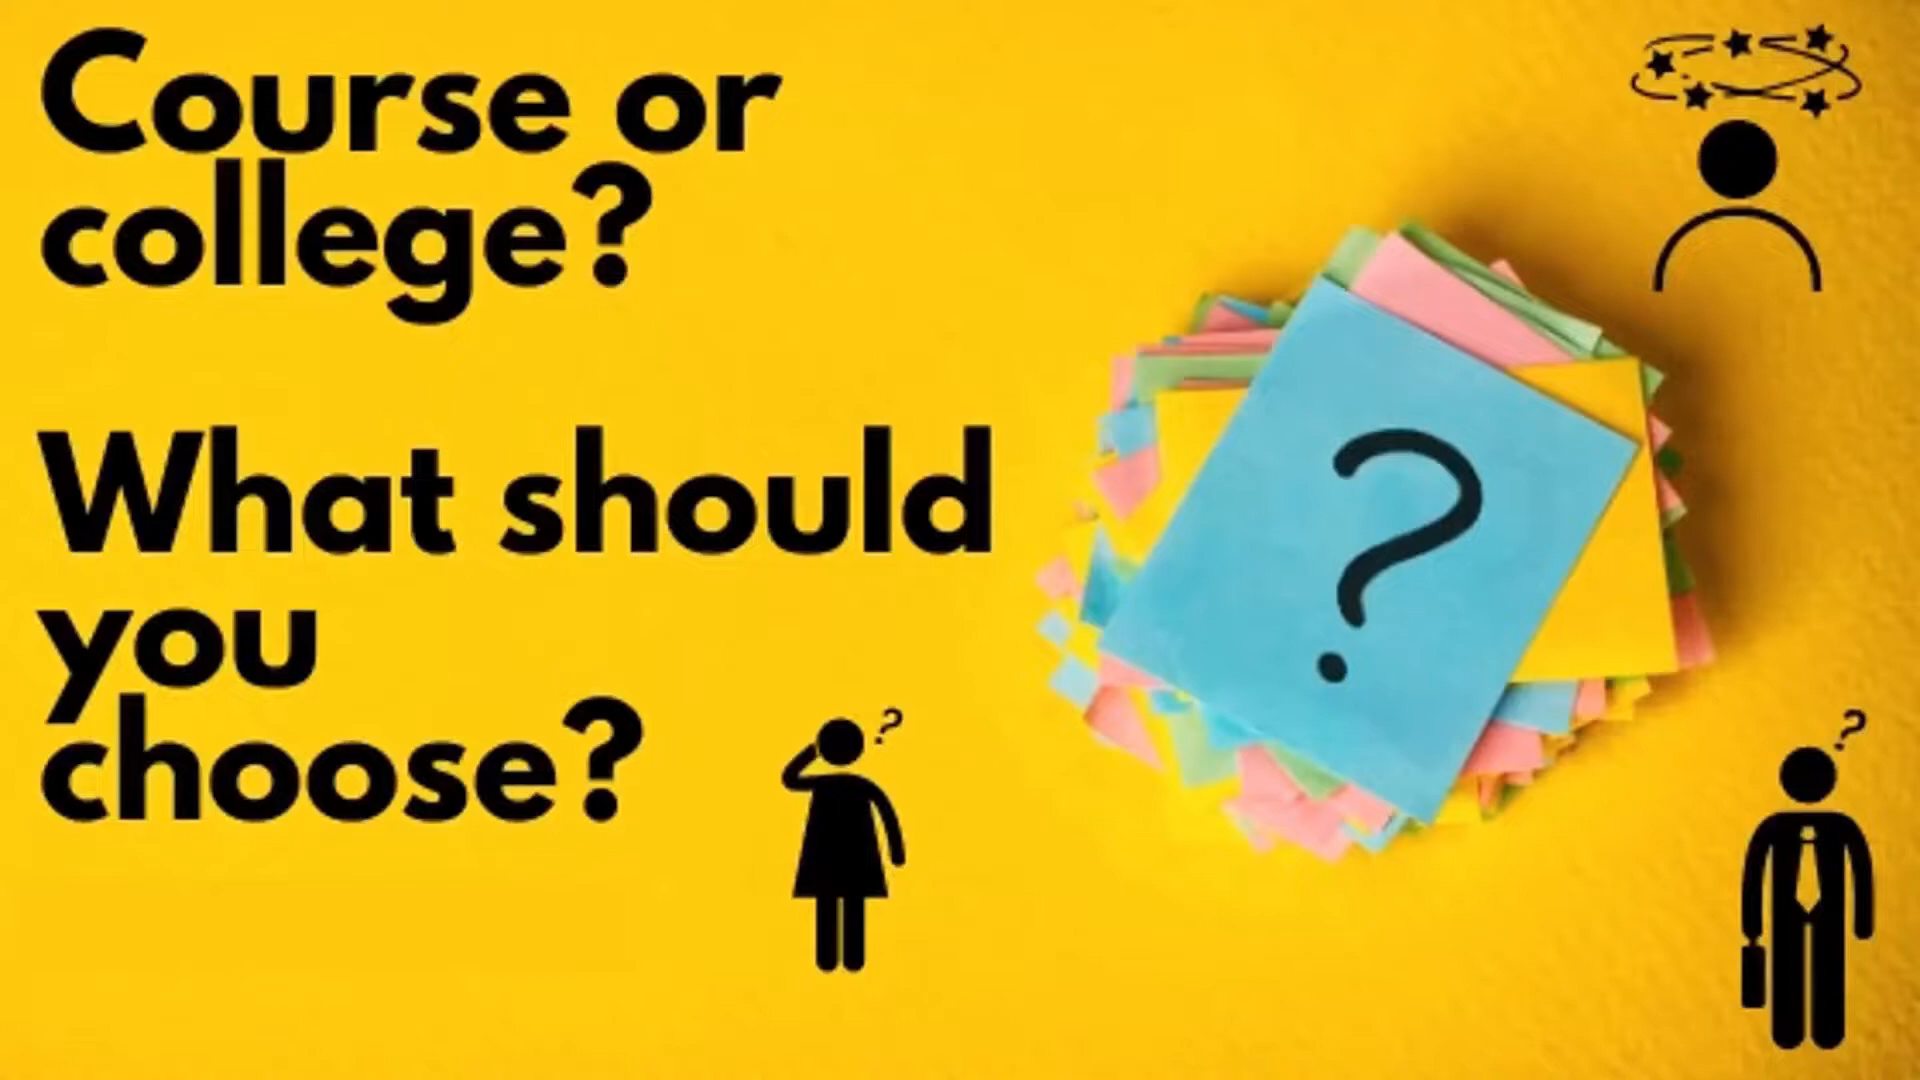 Course or
college?
What should
you
choose?
?
?
?